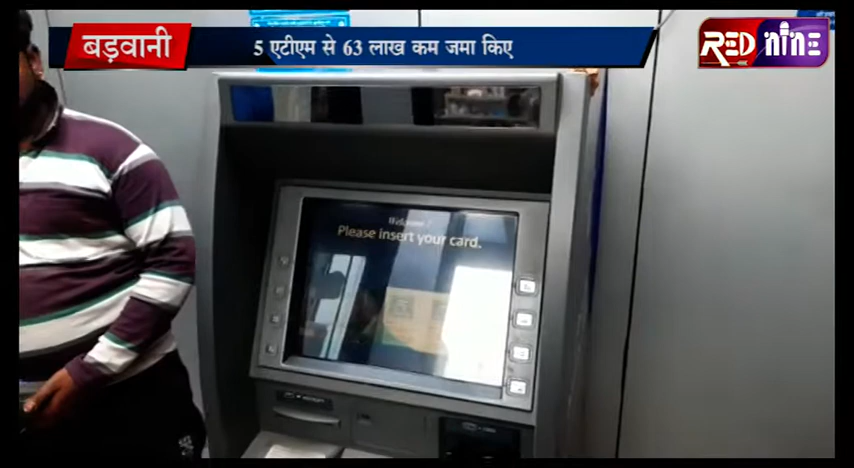 बड़वानी
5 एटीएम से 63 लाख कम जमा किए
RED NINE
Welcome !
Please insert your card.